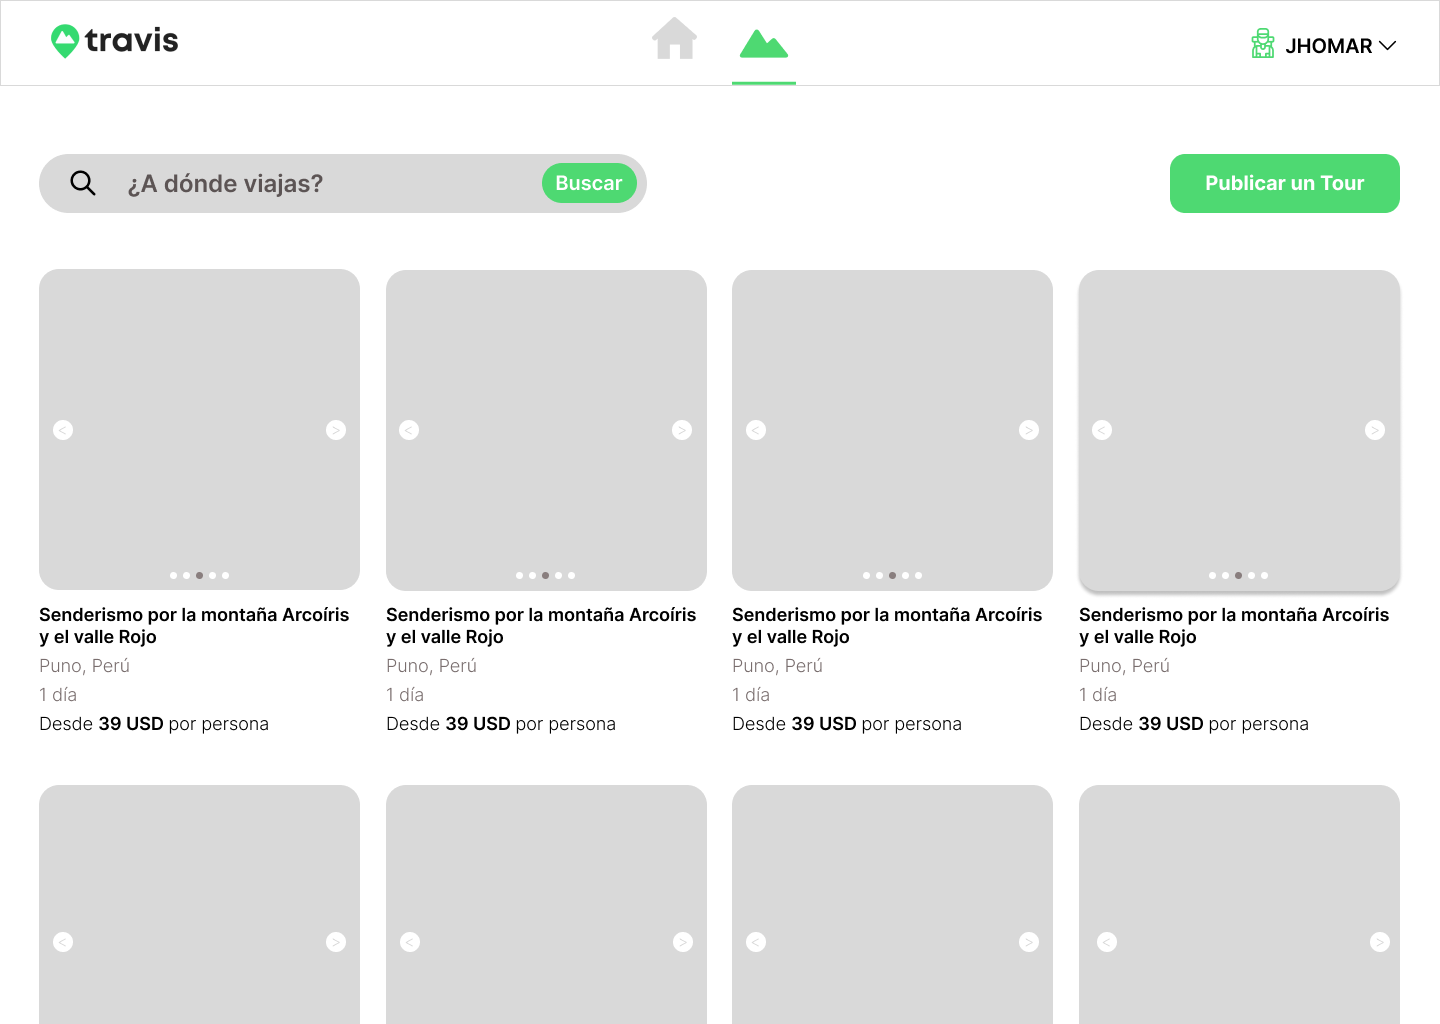 travis
JHOMAR
¿A dónde viajas?
Buscar
Publicar un Tour
< > < > < > < >
Senderismo por la montaña Arcoíris
y el valle Rojo
Puno, Perú
1 día
Desde 39 USD por persona
Senderismo por la montaña Arcoíris
y el valle Rojo
Puno, Perú
1 día
Desde 39 USD por persona
Senderismo por la montaña Arcoíris
y el valle Rojo
Puno, Perú
1 día
Desde 39 USD por persona
Senderismo por la montaña Arcoíris
y el valle Rojo
Puno, Perú
1 día
Desde 39 USD por persona
< > < > < > < >